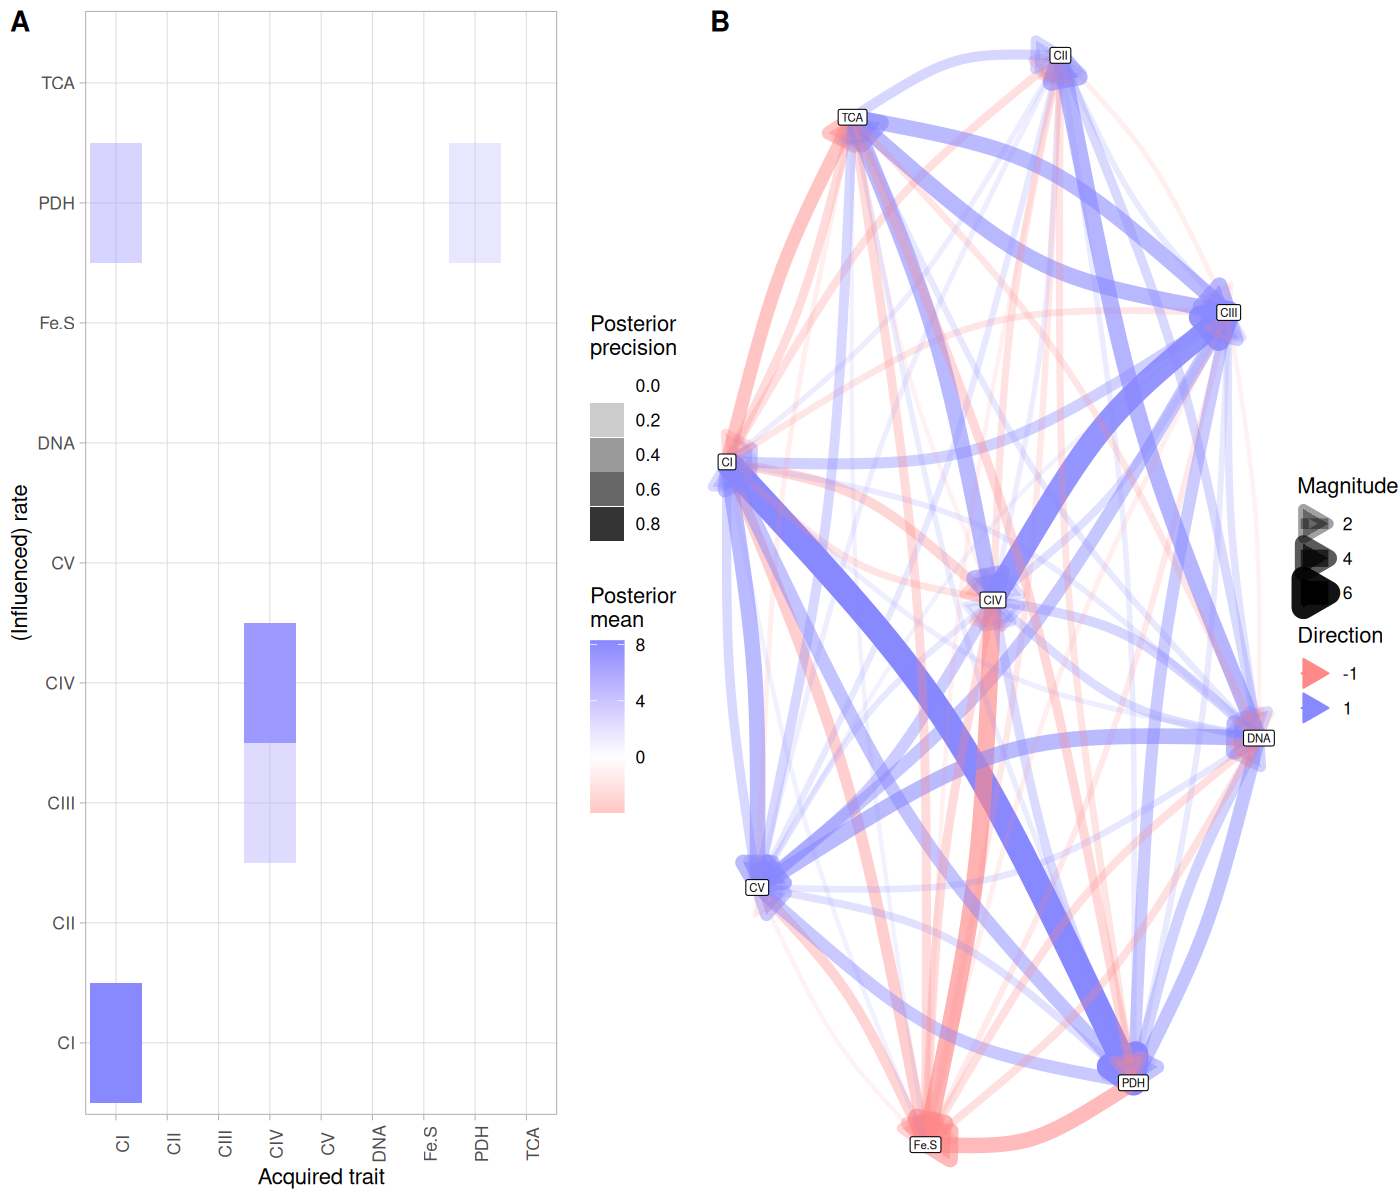 A
TCA
PDH
Fe.S
DNA
CV
CIV
CIII
CII
CI
(Influenced) rate
CI
CII
CIII
CIV
CV
DNA
Fe.S
PDH
TCA
Acquired trait
Posterior
precision
0.0
0.2
0.4
0.6
0.8
Posterior
mean
8
4
0
B
CII
TCA
CIII
CI
CIV
DNA
CV
PDH
Fe.S
Magnitude
2
4
6
Direction
-1
1